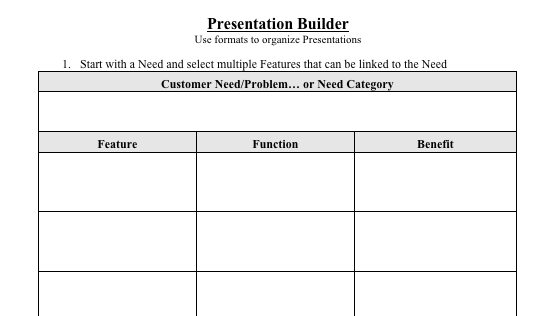 Presentation Builder
Use formats to organize Presentations
1. Start with a Need and select multiple Features that can be linked to the Need
Customer Need/Problem… or Need Category
Feature Function Benefit